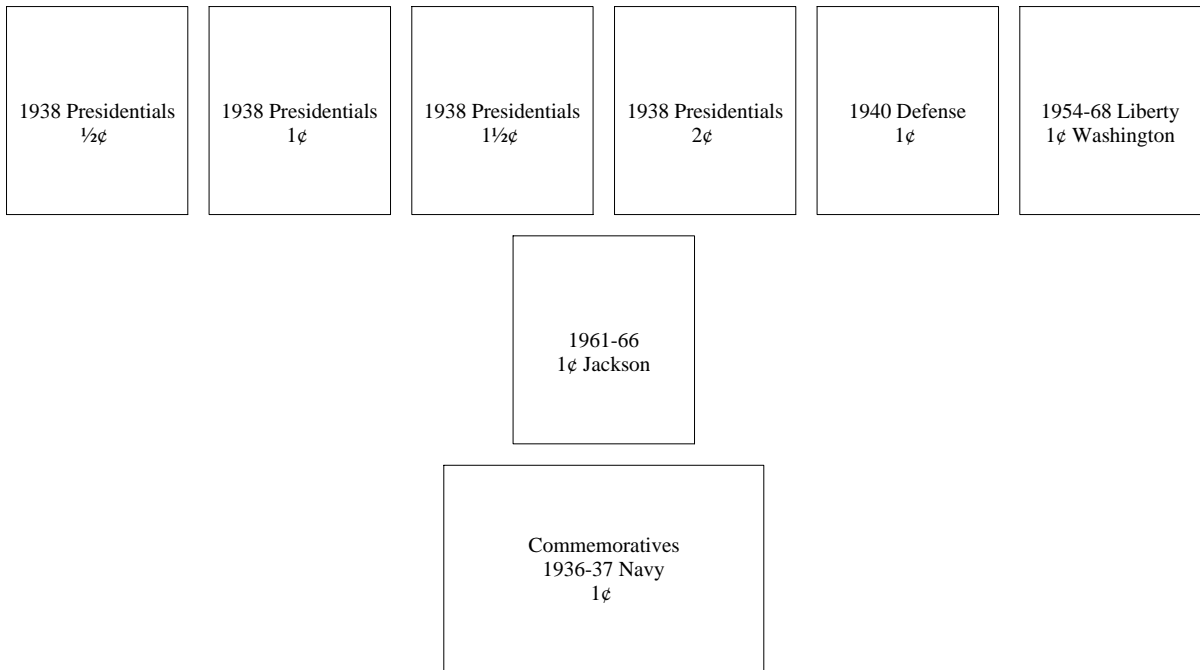 1938 Presidentials
½¢
1938 Presidentials
1¢
1938 Presidentials
1½¢
1938 Presidentials
2¢
1940 Defense
1¢
1954-68 Liberty
1¢ Washington
1961-66
1¢ Jackson
Commemoratives
1936-37 Navy
1¢